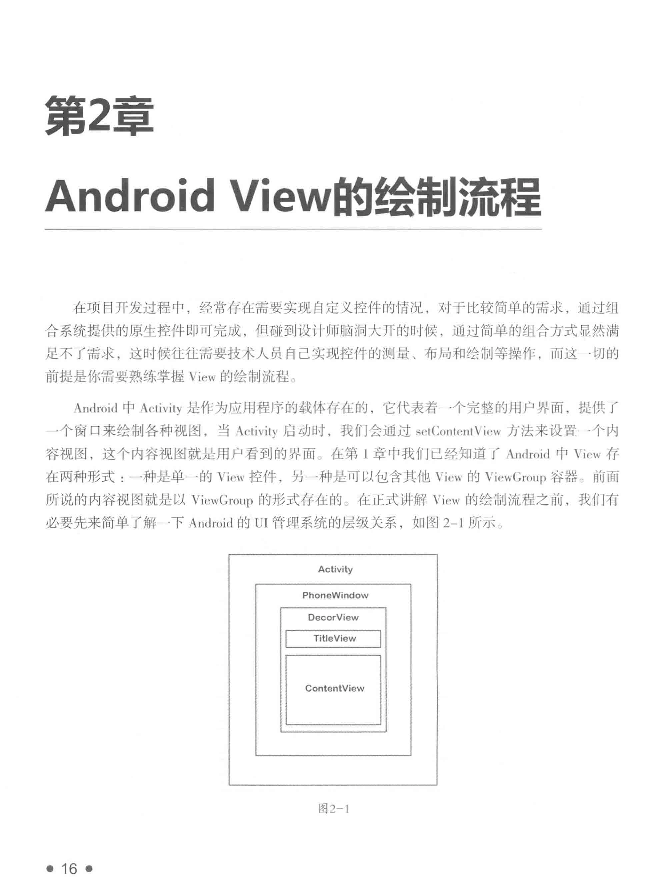 第2章
Android View的绘制流程
在项目开发过程中，经常存在需要实现自定义控件的情况，对于比较简单的需求，通过组
合系统提供的原生控件即可完成，但碰到设计师脑洞大开的时候，通过简单的组合方式显然满
足不了需求，这时候往往需要技术人员自己实现控件的测量、布局和绘制等操作，而这一切的
前提是你需要熟练掌握 View 的绘制流程。
Android 中 Activity 是作为应用程序的载体存在的，它代表着一个完整的用户界面，提供了
一个窗口来绘制各种视图，当 Activity 启动时，我们会通过 setContentView 方法来设置一个内
容视图，这个内容视图就是用户看到的界面。在第 1 章中我们已经知道了 Android 中 View 存
在两种形式：一种是单一的 View 控件，另一种是可以包含其他 View 的 ViewGroup 容器。前面
所说的内容视图就是以 ViewGroup 的形式存在的。在正式讲解 View 的绘制流程之前，我们有
必要先来简单了解一下 Android 的 UI 管理系统的层级关系，如图 2-1 所示。
Activity
PhoneWindow
DecorView
TitleView
ContentView
图2-1
● 16 ●